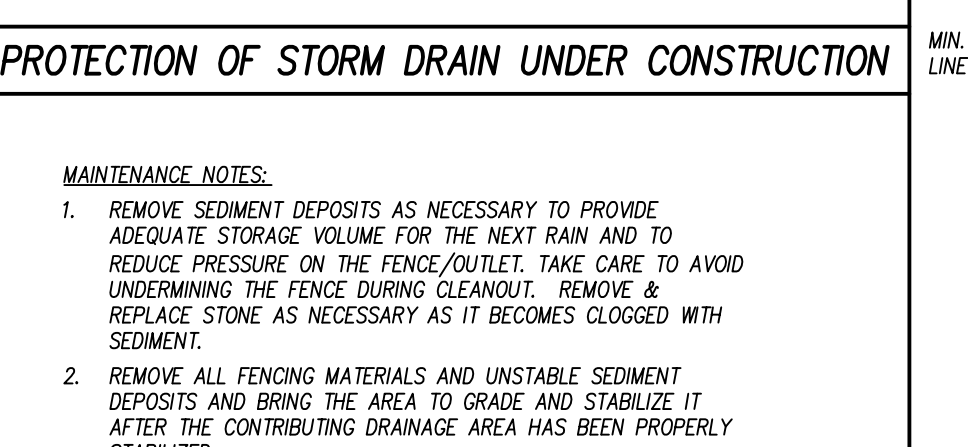 PROTECTION OF STORM DRAIN UNDER CONSTRUCTION
MIN.
LINE
MAINTENANCE NOTES:
1. REMOVE SEDIMENT DEPOSITS AS NECESSARY TO PROVIDE
ADEQUATE STORAGE VOLUME FOR THE NEXT RAIN AND TO
REDUCE PRESSURE ON THE FENCE/OUTLET. TAKE CARE TO AVOID
UNDERMINING THE FENCE DURING CLEANOUT. REMOVE &
REPLACE STONE AS NECESSARY AS IT BECOMES CLOGGED WITH
SEDIMENT.
2. REMOVE ALL FENCING MATERIALS AND UNSTABLE SEDIMENT
DEPOSITS AND BRING THE AREA TO GRADE AND STABILIZE IT
AFTER THE CONTRIBUTING DRAINAGE AREA HAS BEEN PROPERLY